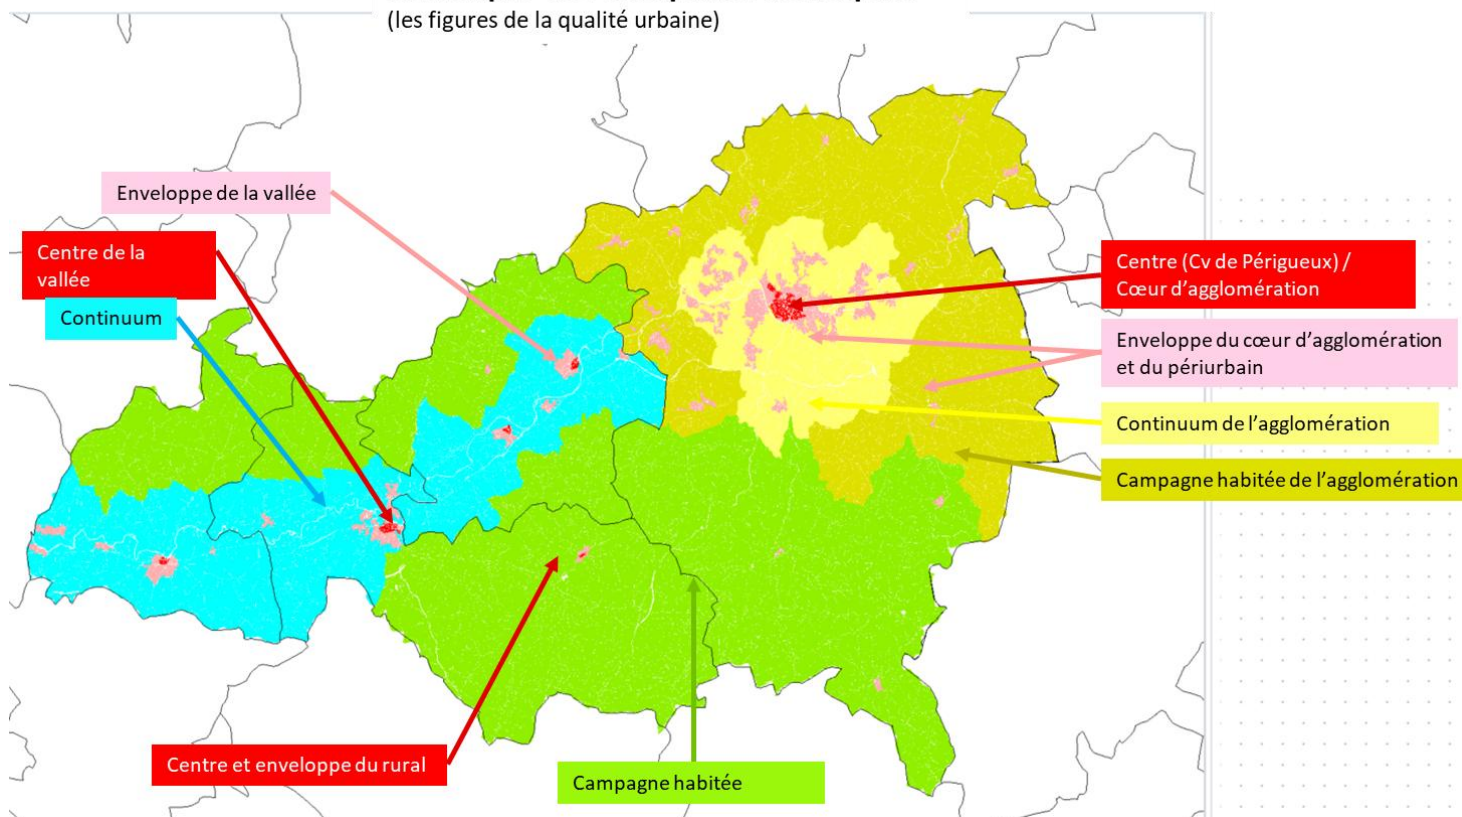 (les figures de la qualité urbaine)
Enveloppe de la vallée
Centre de la
vallée
Continuum
Centre (Cv de Périgueux) /
Cœur d’agglomération
Enveloppe du cœur d’agglomération
et du périurbain
Continuum de l’agglomération
Campagne habitée de l’agglomération
Centre et enveloppe du rural
Campagne habitée